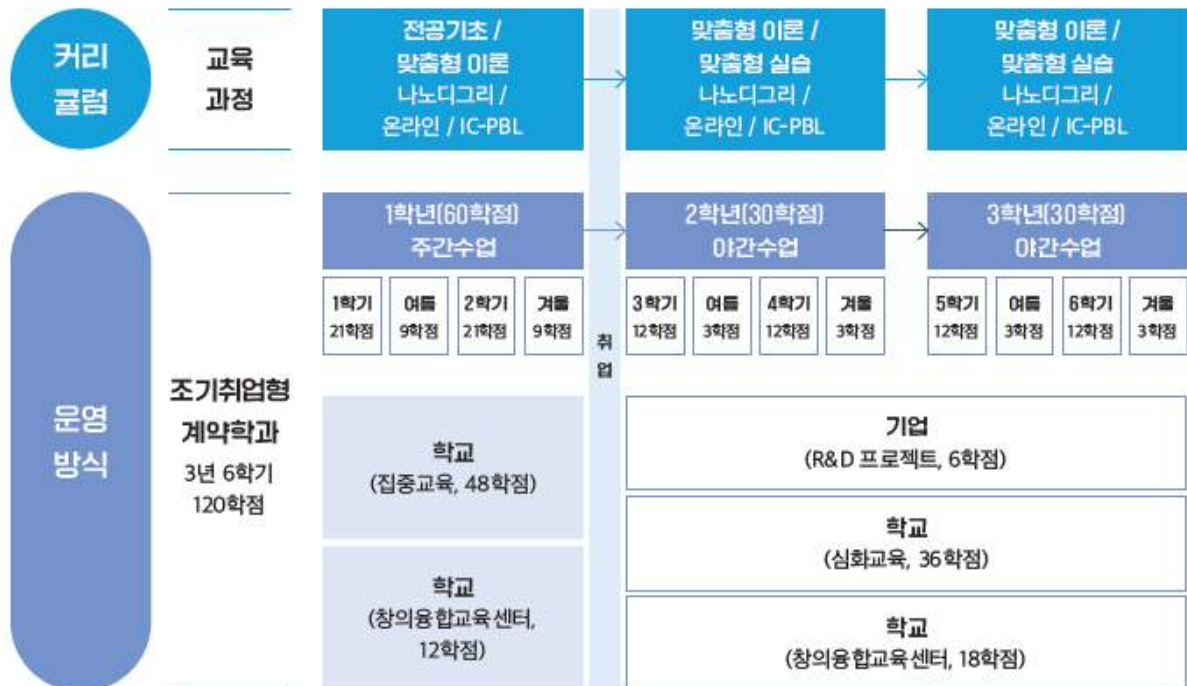 커리
큘럼
교육
과정
전공기초 /
맞춤형 이론
나노디그리 /
온라인 / IC-PBL
맞춤형 이론 /
맞춤형 실습
나노디그리 /
온라인 / IC-PBL
맞춤형 이론 /
맞춤형 실습
나노디그리 /
온라인 / IC-PBL
운영
방식
조기취업형
계약학과
3년 6학기
120학점
1학년(60학점)
주간수업
1학기
21학점
여름
9학점
2학기
21학점
겨울
9학점
학교
(집중교육, 48학점)
학교
(창의융합교육센터,
12학점)
취
업
2학년(30학점)
야간수업
3학기
12학점
여름
3학점
4학기
12학점
겨울
3학점
3학년(30학점)
야간수업
5학기
12학점
여름
3학점
6학기
12학점
겨울
3학점
기업
(R&D 프로젝트, 6학점)
학교
(심화교육, 36학점)
학교
(창의융합교육센터, 18학점)